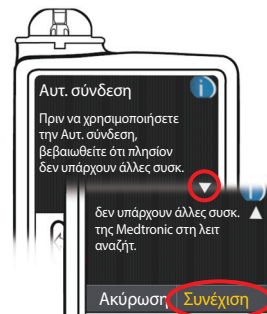 Αυτ. σύνδεση
Πριν να χρησιμοποιήσετε
την Αυτ. σύνδεση,
βεβαιωθείτε ότι πλησίον
δεν υπάρχουν άλλες συσκ.
δεν υπάρχουν άλλες συσκ.
της Medtronic στη λειτ
αναζήτ.
Ακύρωση Συνέχιση